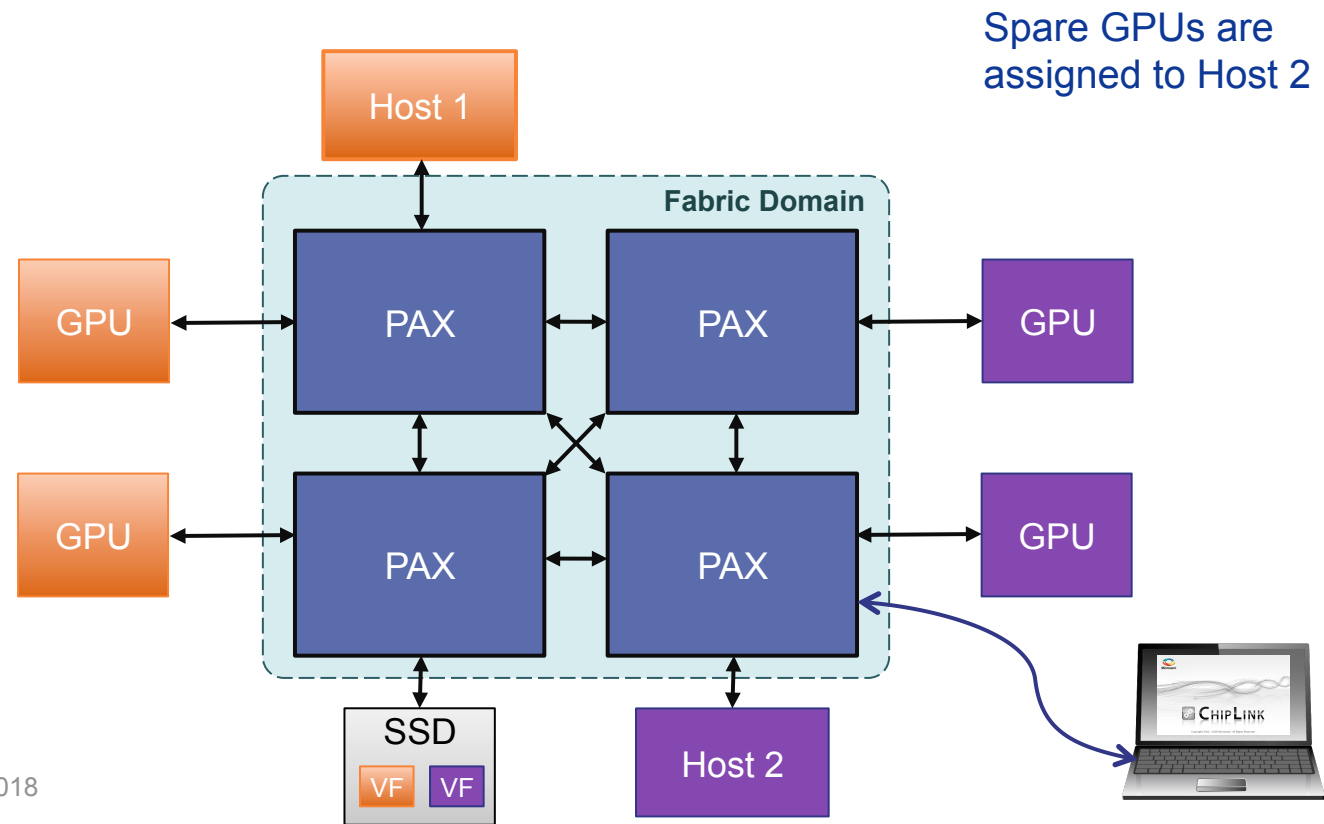 Spare GPUs are
assigned to Host 2
Host 1
Fabric Domain
GPU
PAX
PAX
GPU
GPU
PAX
PAX
GPU
SSD
VF
VF
Host 2
CHIPLINK
018